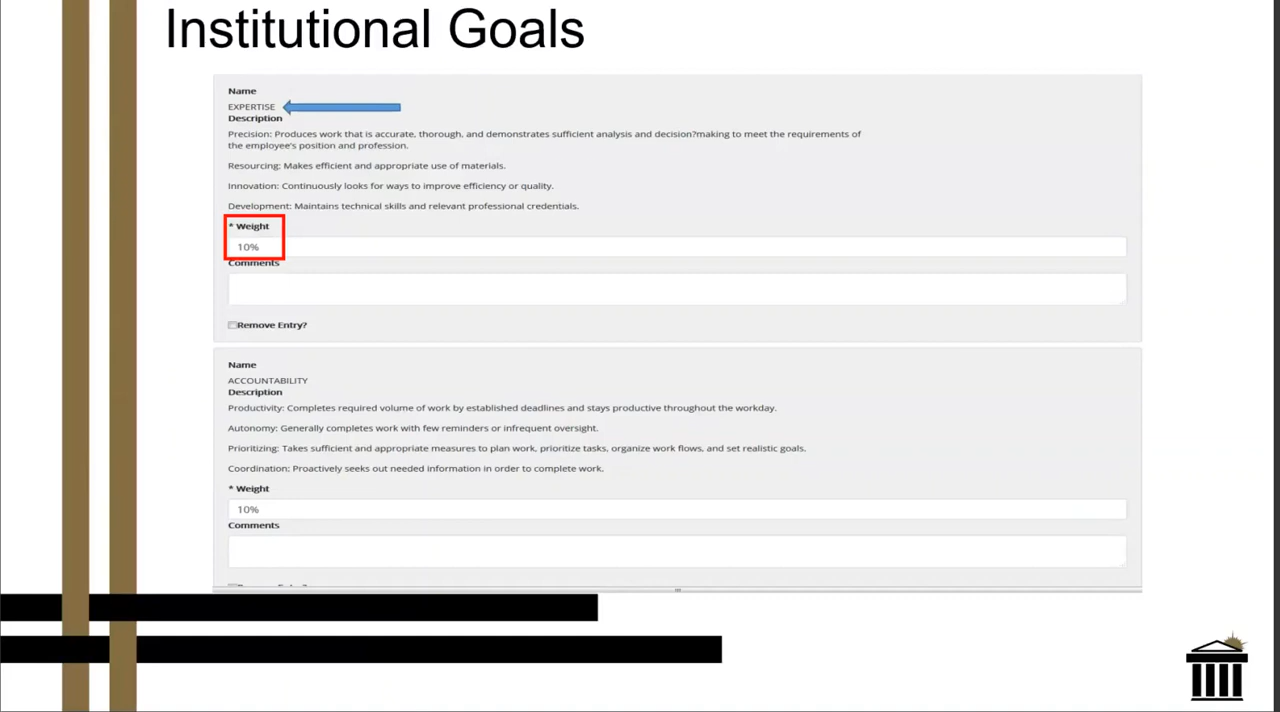 Institutional Goals
Name
EXPERTISE
Description
Precision: Produces work that is accurate, thorough, and demonstrates sufficient analysis and decision?making to meet the requirements of
the employee's position and profession.
Resourcing: Makes efficient and appropriate use of materials.
Innovation: Continuously looks for ways to improve efficiency or quality.
Development: Maintains technical skills and relevant professional credentials.
* Weight
10%
Comments
Remove Entry?
Name
ACCOUNTABILITY
Description
Productivity: Completes required volume of work by established deadlines and stays productive throughout the workday.
Autonomy: Generally completes work with few reminders or infrequent oversight.
Prioritizing: Takes sufficient and appropriate measures to plan work, prioritize tasks, organize work flows, and set realistic goals.
Coordination: Proactively seeks out needed information in order to complete work.
* Weight
10%
Comments